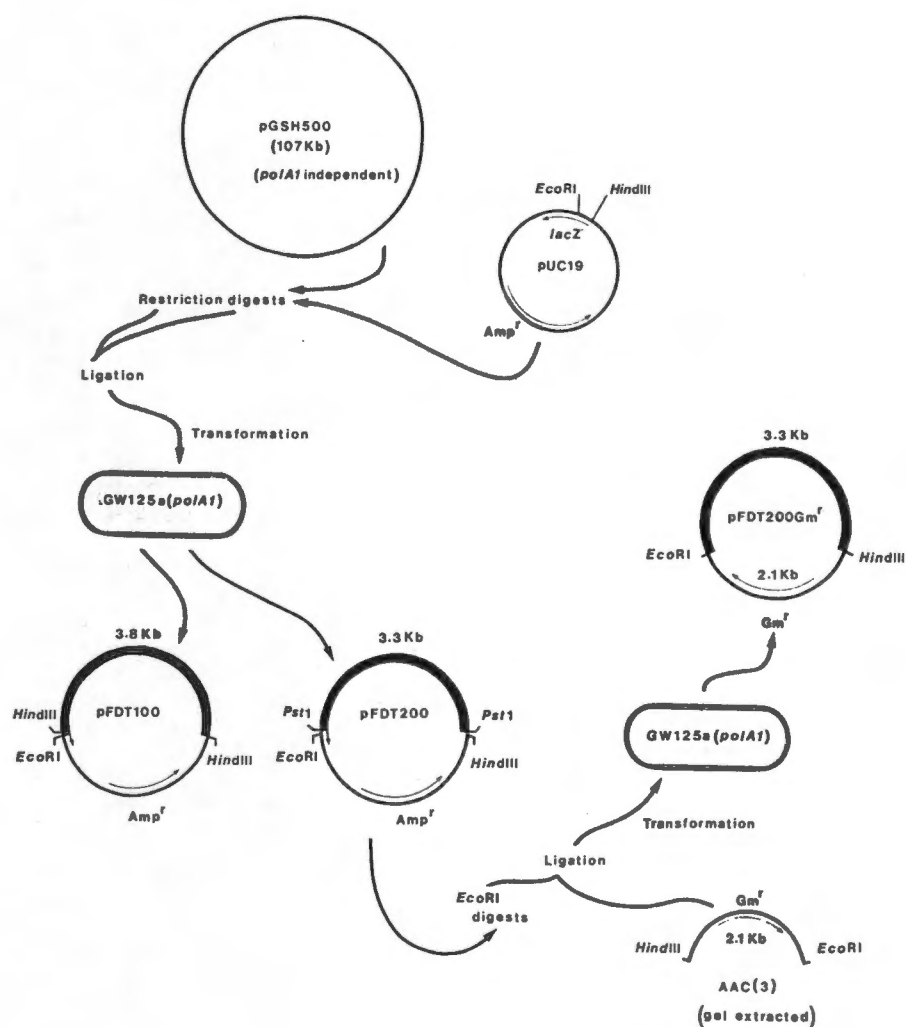 pGSH500
(107Kb)
(polA1 independent)
EcoRI
HindIII
lacZ
pUC19
Amp^r
Restriction digests
Ligation
Transformation
GW125a(polA1)
3.8 Kb
pFDT100
HindIII
EcoRI
HindIII
Amp^r
3.3 Kb
pFDT200
Pst1
Pst1
EcoRI
HindIII
Amp^r
3.3 Kb
pFDT200Gm^r
EcoRI
HindIII
2.1 Kb
Gm^r
GW125a(polA1)
Transformation
Ligation
EcoRI
digests
Gm^r
2.1 Kb
HindIII
EcoRI
AAC(3)
(gel extracted)